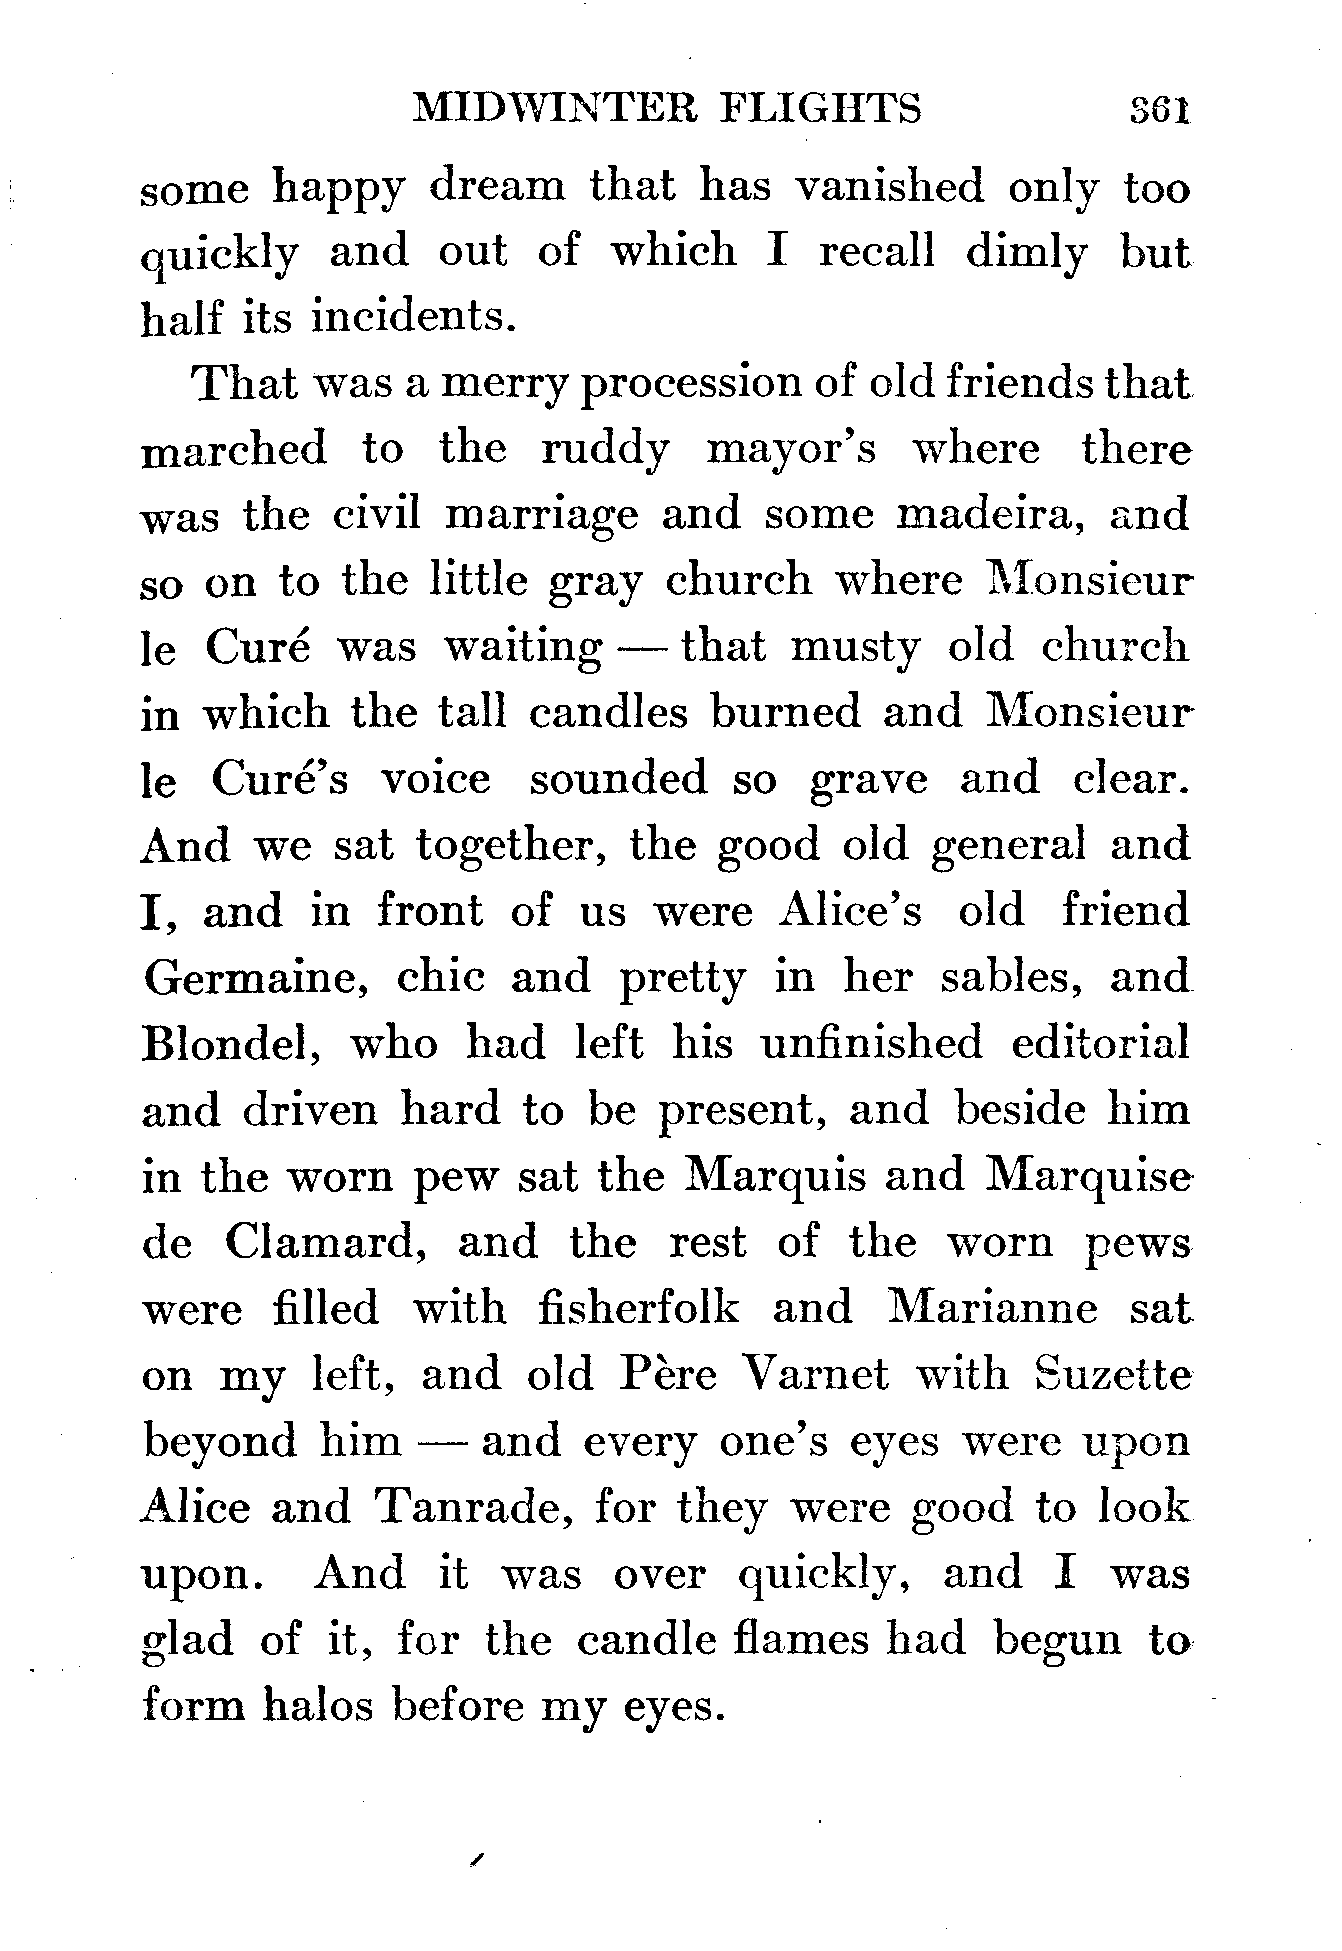 MIDWINTER FLIGHTS 361
some happy dream that has vanished only too
quickly and out of which I recall dimly but
half its incidents.
That was a merry procession of old friends that
marched to the ruddy mayor's where there
was the civil marriage and some madeira, and
so on to the little gray church where Monsieur
le Curé was waiting — that musty old church
in which the tall candles burned and Monsieur
le Curé's voice sounded so grave and clear.
And we sat together, the good old general and
I, and in front of us were Alice's old friend
Germaine, chic and pretty in her sables, and
Blondel, who had left his unfinished editorial
and driven hard to be present, and beside him
in the worn pew sat the Marquis and Marquise
de Clamard, and the rest of the worn pews
were filled with fisherfolk and Marianne sat
on my left, and old Père Varnet with Suzette
beyond him — and every one's eyes were upon
Alice and Tanrade, for they were good to look
upon. And it was over quickly, and I was
glad of it, for the candle flames had begun to
form halos before my eyes.